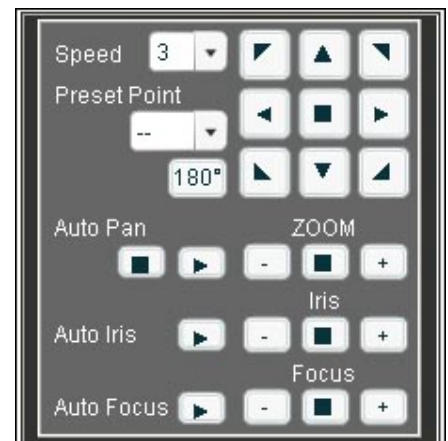 Speed 3
Preset Point
--
180°
Auto Pan ZOOM
- +
Iris
Auto Iris - +
Focus
Auto Focus - +